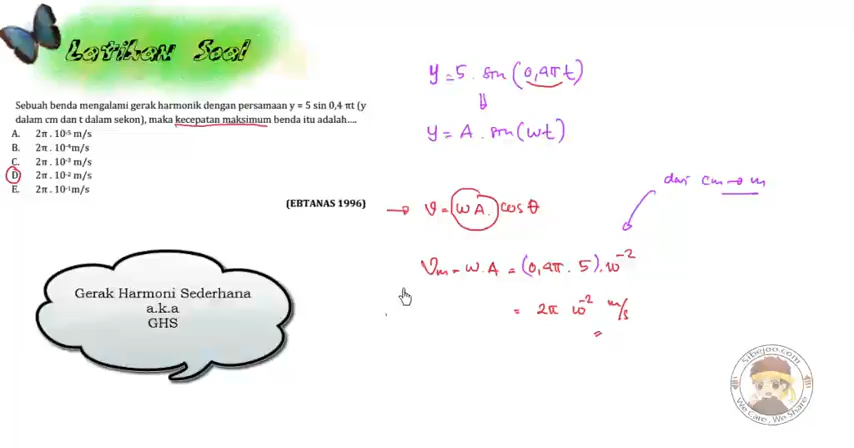 Latihan Soal
Sebuah benda mengalami gerak harmonik dengan persamaan y = 5 sin 0,4 πt (y
dalam cm dan t dalam sekon), maka kecepatan maksimum benda itu adalah....
A. 2π . 10⁻⁵ m/s
B. 2π . 10⁻⁴ m/s
C. 2π . 10⁻³ m/s
D. 2π . 10⁻² m/s
E. 2π . 10⁻¹ m/s
(EBTANAS 1996)
Gerak Harmoni Sederhana
a.k.a
GHS
y = 5 . sin (0,4π t)
y = A . sin (ωt)
dari cm → m
→ v = ωA . cos θ
Vm = ω.A = (0,4π . 5) . 10⁻²
= 2π 10⁻² m/s
Sibejoo.com
We Care, We Share